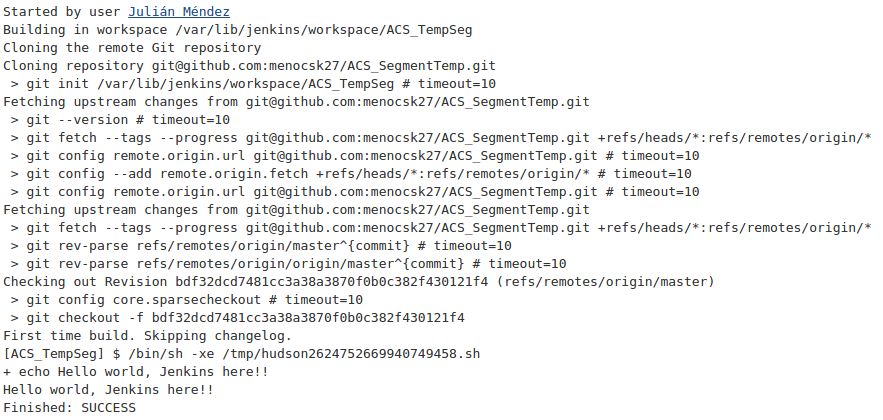 Started by user Julián Méndez
Building in workspace /var/lib/jenkins/workspace/ACS_TempSeg
Cloning the remote Git repository
Cloning repository git@github.com:menocsk27/ACS_SegmentTemp.git
 > git init /var/lib/jenkins/workspace/ACS_TempSeg # timeout=10
Fetching upstream changes from git@github.com:menocsk27/ACS_SegmentTemp.git
 > git --version # timeout=10
 > git fetch --tags --progress git@github.com:menocsk27/ACS_SegmentTemp.git +refs/heads/*:refs/remotes/origin/*
 > git config remote.origin.url git@github.com:menocsk27/ACS_SegmentTemp.git # timeout=10
 > git config --add remote.origin.fetch +refs/heads/*:refs/remotes/origin/* # timeout=10
 > git config remote.origin.url git@github.com:menocsk27/ACS_SegmentTemp.git # timeout=10
Fetching upstream changes from git@github.com:menocsk27/ACS_SegmentTemp.git
 > git fetch --tags --progress git@github.com:menocsk27/ACS_SegmentTemp.git +refs/heads/*:refs/remotes/origin/*
 > git rev-parse refs/remotes/origin/master^{commit} # timeout=10
 > git rev-parse refs/remotes/origin/origin/master^{commit} # timeout=10
Checking out Revision bdf32dcd7481cc3a38a3870f0b0c382f430121f4 (refs/remotes/origin/master)
 > git config core.sparsecheckout # timeout=10
 > git checkout -f bdf32dcd7481cc3a38a3870f0b0c382f430121f4
First time build. Skipping changelog.
[ACS_TempSeg] $ /bin/sh -xe /tmp/hudson2624752669940749458.sh
+ echo Hello world, Jenkins here!!
Hello world, Jenkins here!!
Finished: SUCCESS